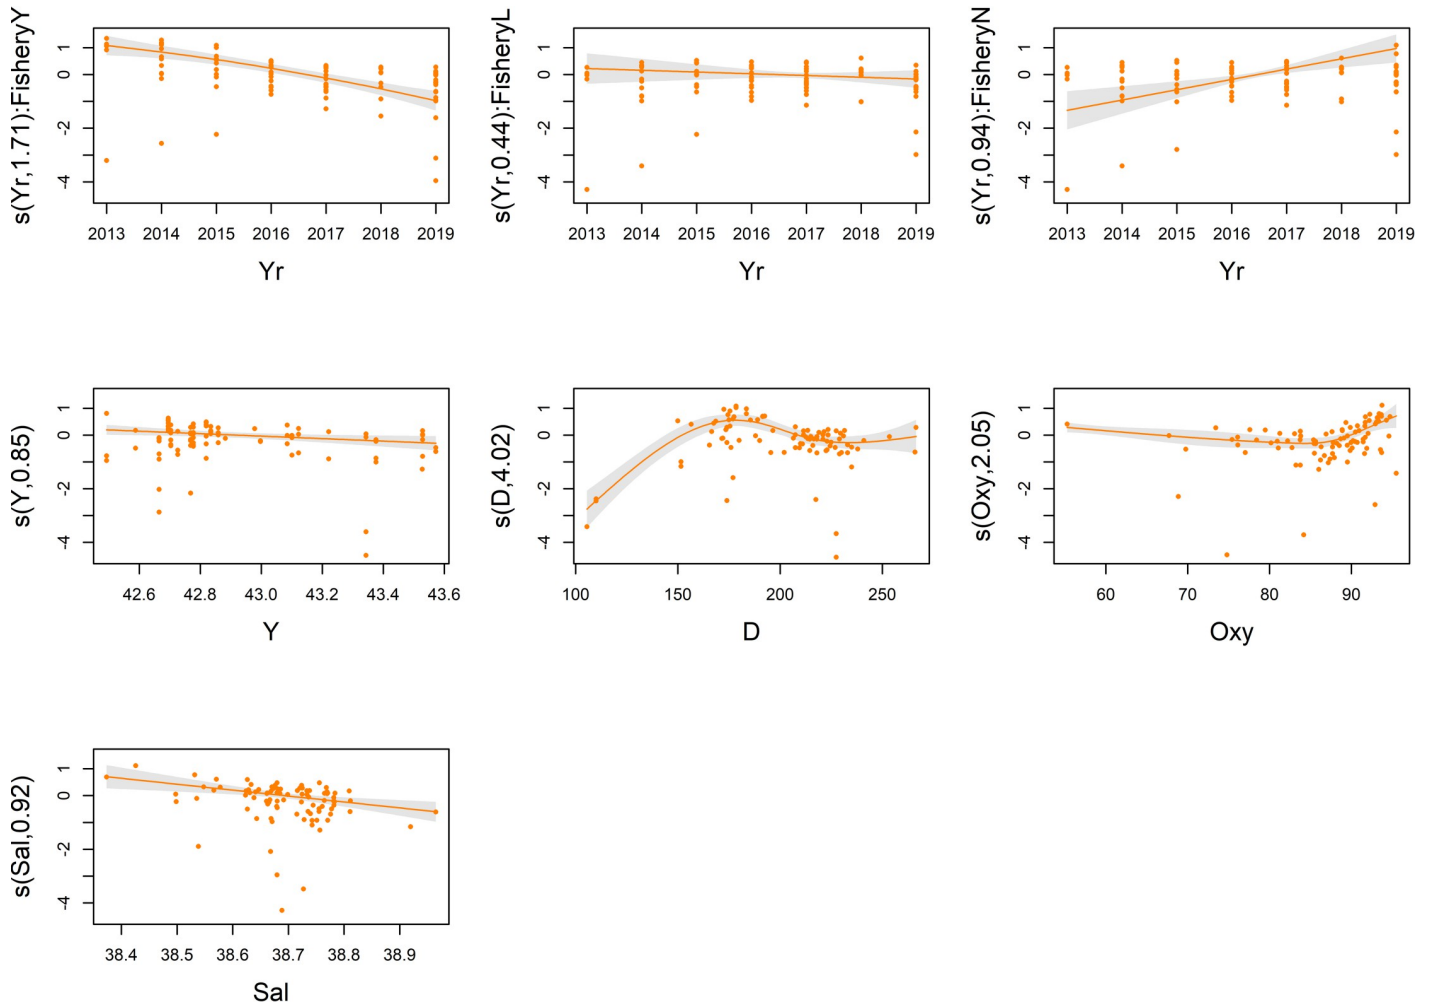 s(Yr,1.71):FisheryY
1
0
-2
-4
2013 2014 2015 2016 2017 2018 2019
Yr
s(Yr,0.44):FisheryL
1
0
-2
-4
2013 2014 2015 2016 2017 2018 2019
Yr
s(Yr,0.94):FisheryN
1
0
-2
-4
2013 2014 2015 2016 2017 2018 2019
Yr
s(Y,0.85)
1
0
-2
-4
42.6 42.8 43.0 43.2 43.4 43.6
Y
s(D,4.02)
1
0
-2
-4
100 150 200 250
D
s(Oxy,2.05)
1
0
-2
-4
60 70 80 90
Oxy
s(Sal,0.92)
1
0
-2
-4
38.4 38.5 38.6 38.7 38.8 38.9
Sal